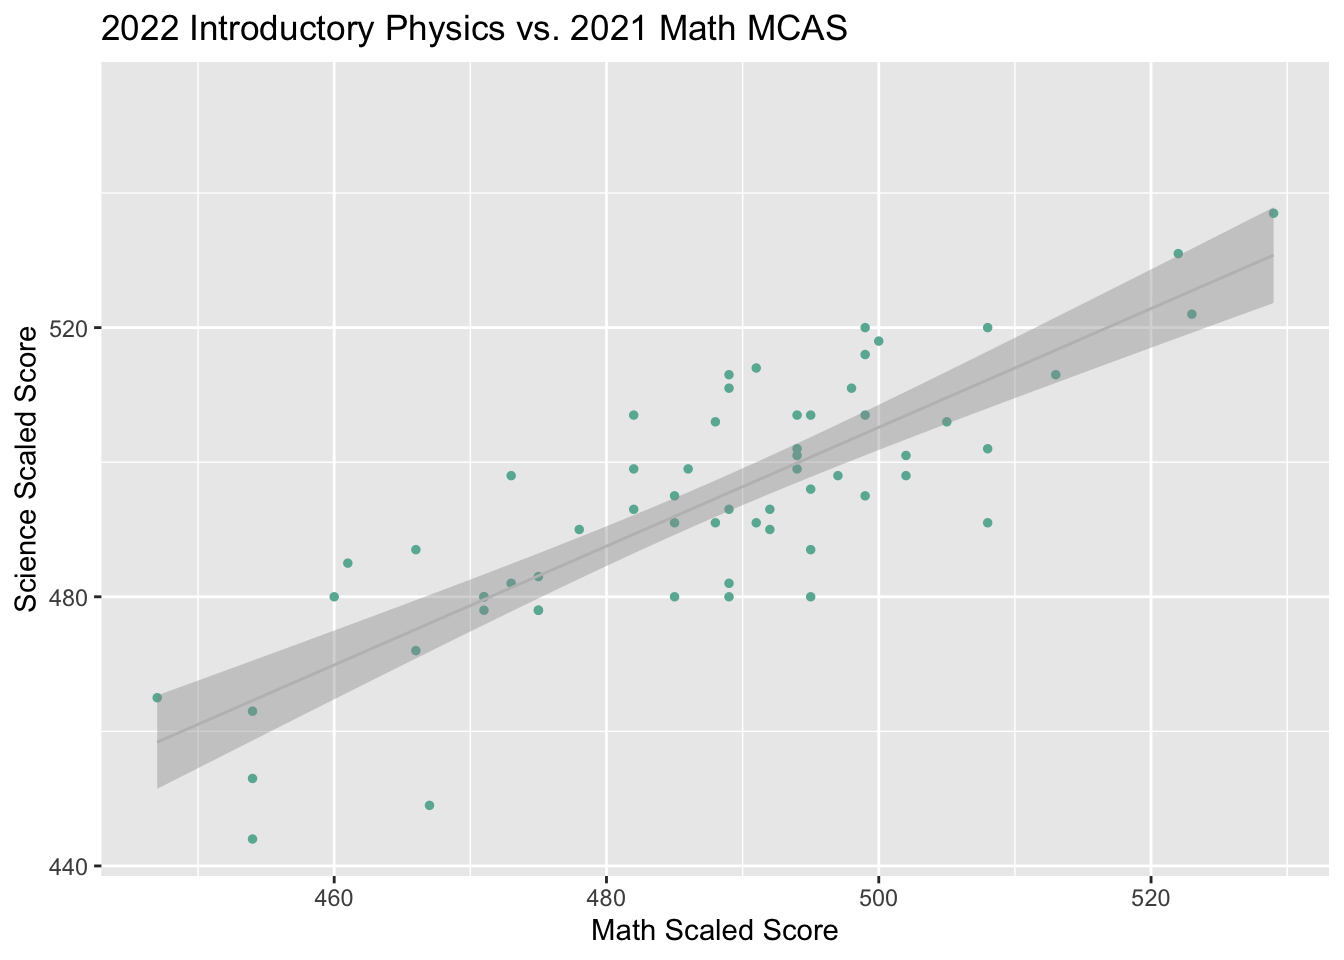 2022 Introductory Physics vs. 2021 Math MCAS
Science Scaled Score
520
480
440
460 480 500 520
Math Scaled Score